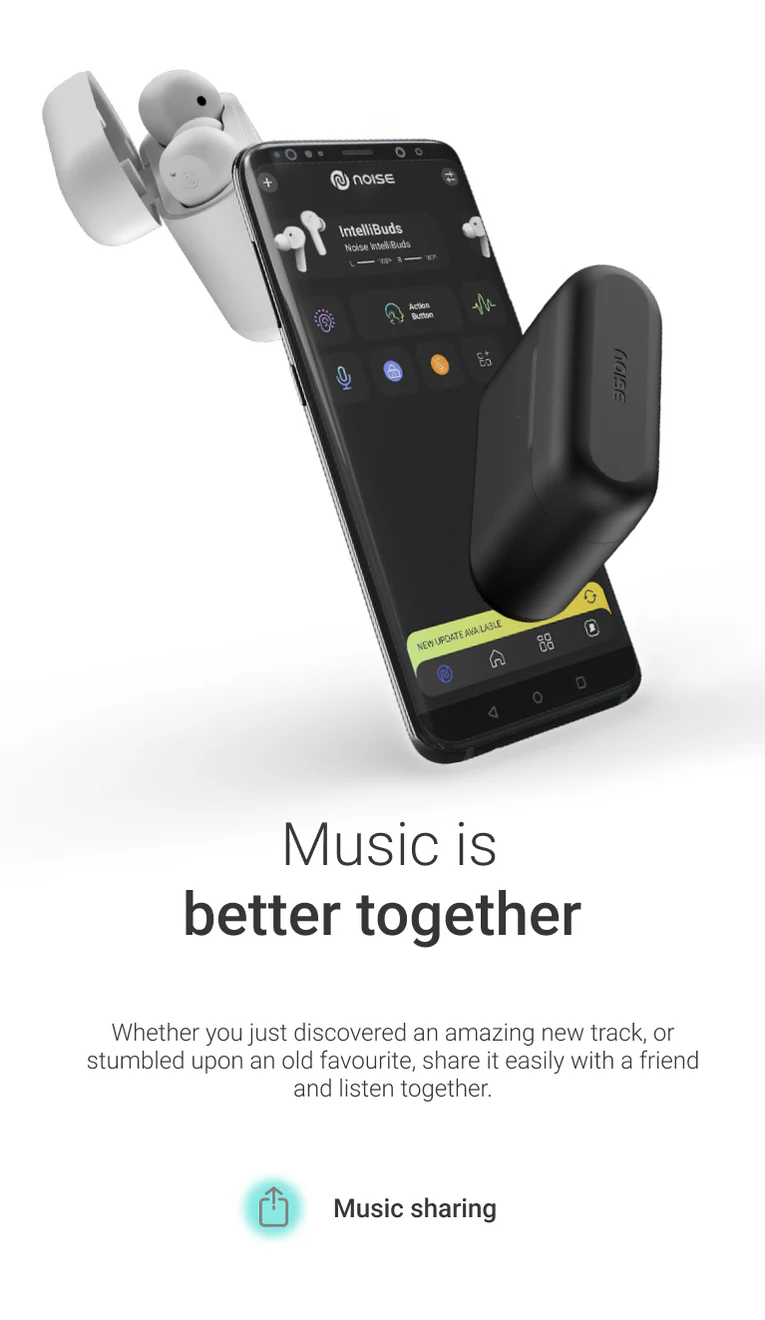 NOISE
IntelliBuds
Noise IntelliBuds
L
R
Action
Button
NOISE
NEW UPDATE AVAILABLE
Music is
better together
Whether you just discovered an amazing new track, or
stumbled upon an old favourite, share it easily with a friend
and listen together.
Music sharing